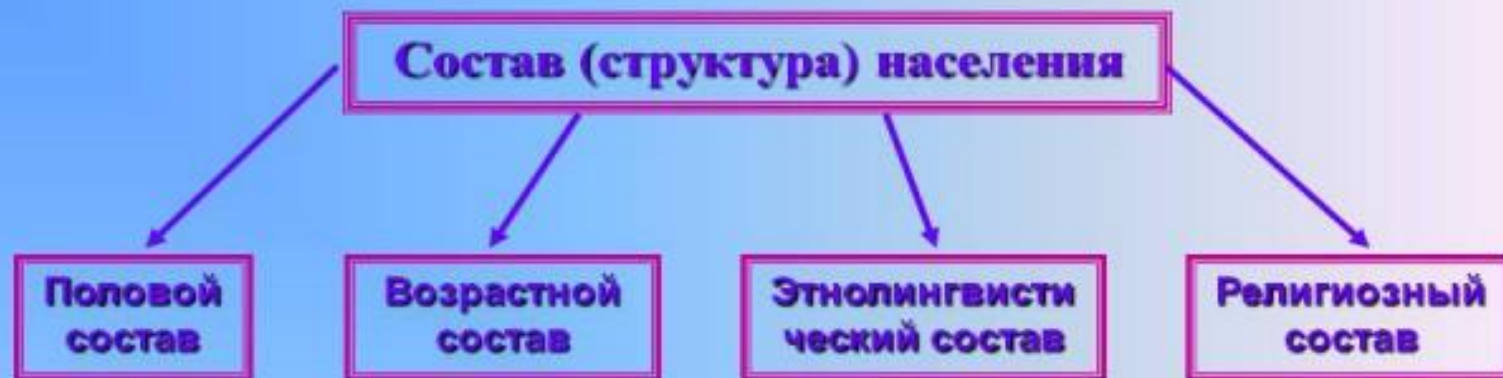 Состав (структура) населения
Половой
состав
Возрастной
состав
Этнолингвисти
ческий состав
Религиозный
состав